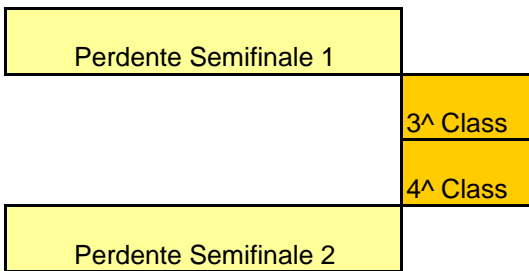 Perdente Semifinale 1
3^ Class
4^ Class
Perdente Semifinale 2